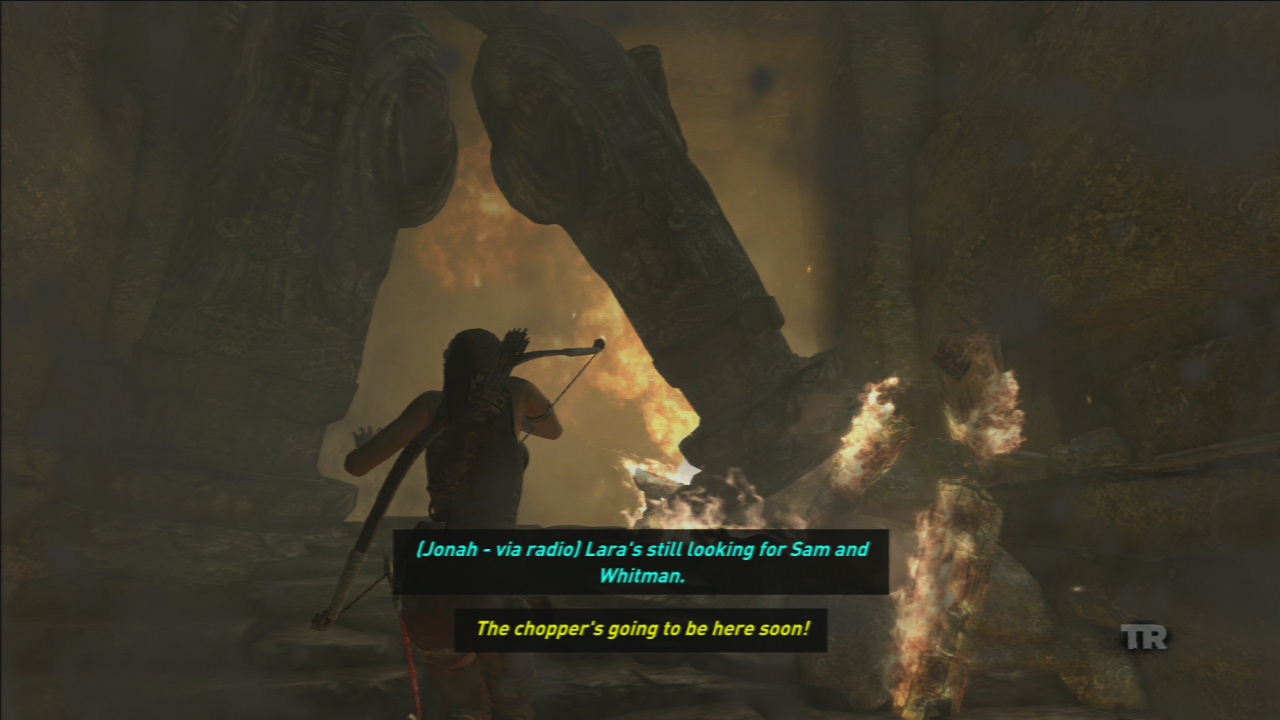 (Jonah - via radio) Lara's still looking for Sam and
Whitman.
The chopper's going to be here soon!
TR